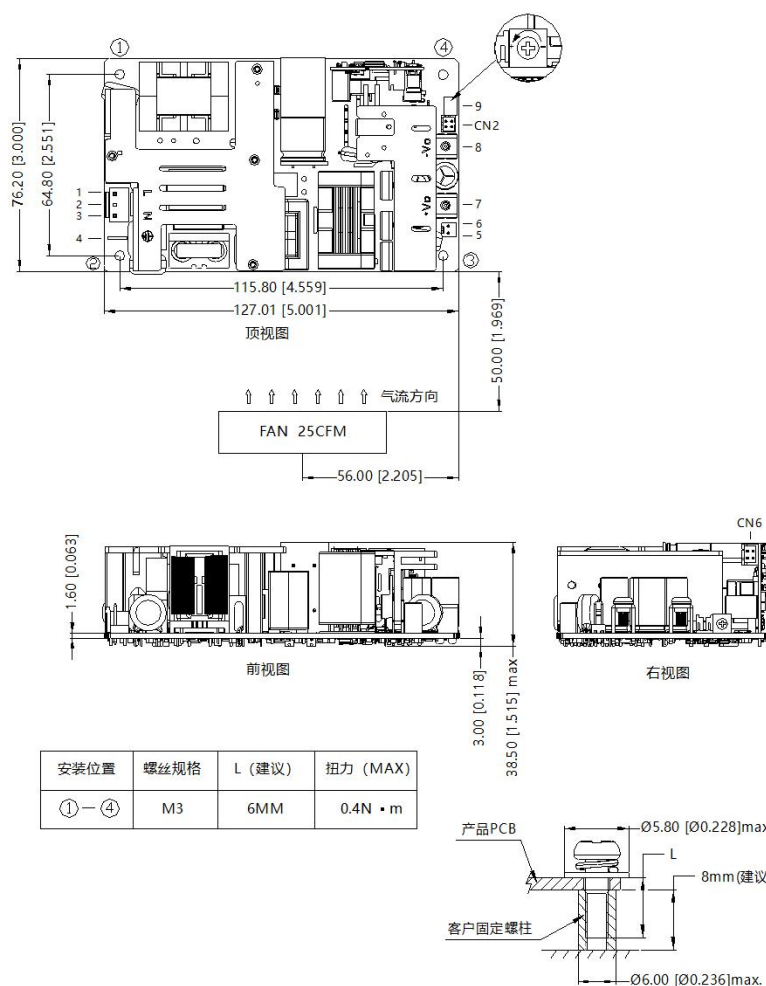 ① ④
9
CN2
-Vo
8
7
+Vo
6
5
1
2
3
4
L
N
② ③
76.20 [3.000]
64.80 [2.551]
115.80 [4.559]
127.01 [5.001]
顶视图
50.00 [1.969]
气流方向
FAN 25CFM
56.00 [2.205]
CN6
1.60 [0.063]
前视图
3.00 [0.118]
38.50 [1.515] max
右视图
安装位置 螺丝规格 L（建议） 扭力（MAX）
①－④ M3 6MM 0.4N·m
产品PCB
Ø5.80 [Ø0.228]max
L
8mm(建议
客户固定螺柱
Ø6.00 [Ø0.236]max.